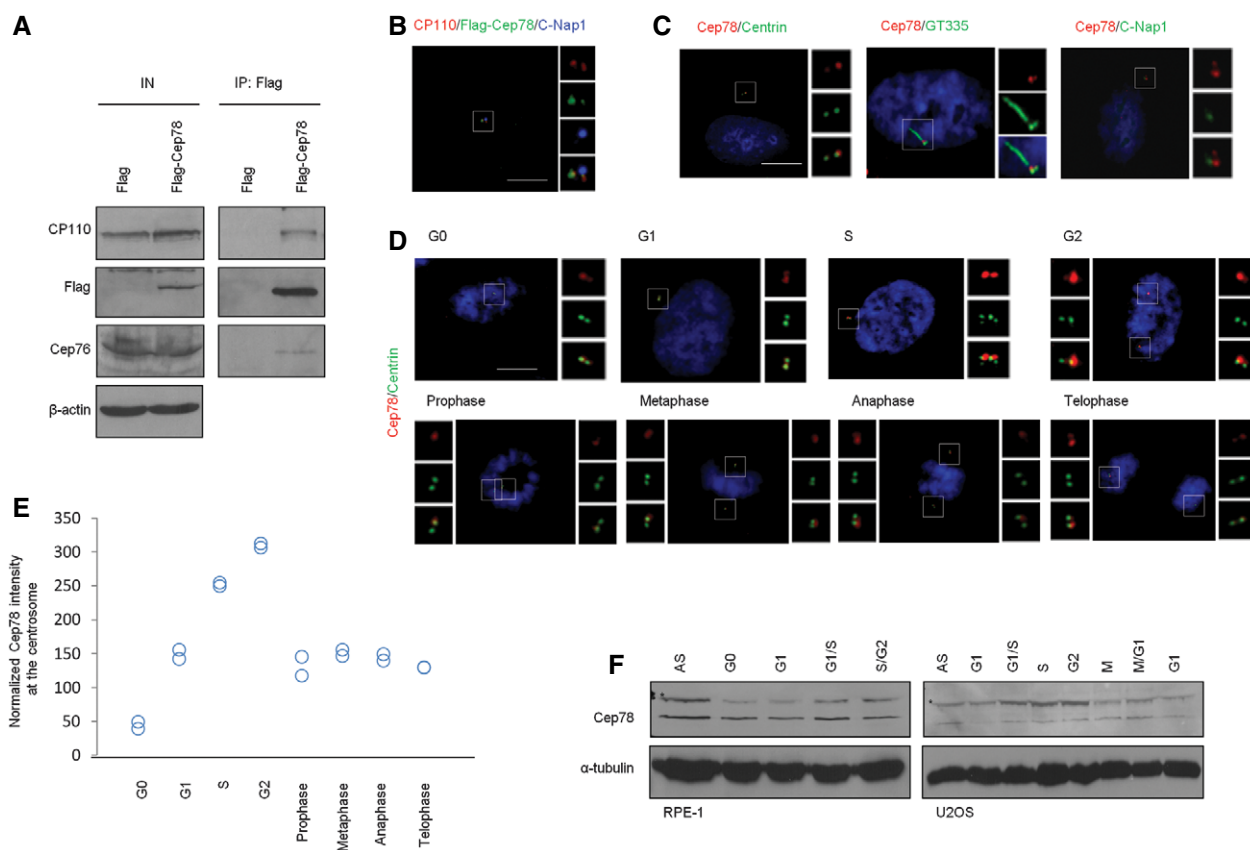 A
IN
IP: Flag
Flag
Flag-Cep78
Flag
Flag-Cep78
CP110
Flag
Cep76
β-actin
B
CP110/Flag-Cep78/C-Nap1
C
Cep78/Centrin
Cep78/GT335
Cep78/C-Nap1
D
Cep78/Centrin
G0
G1
S
G2
Prophase
Metaphase
Anaphase
Telophase
E
Normalized Cep78 intensity
at the centrosome
350
300
250
200
150
100
50
0
G0
G1
S
G2
Prophase
Metaphase
Anaphase
Telophase
F
AS
G0
G1
G1/S
S/G2
AS
G1
G1/S
S
G2
M
M/G1
G1
Cep78
α-tubulin
RPE-1
U2OS